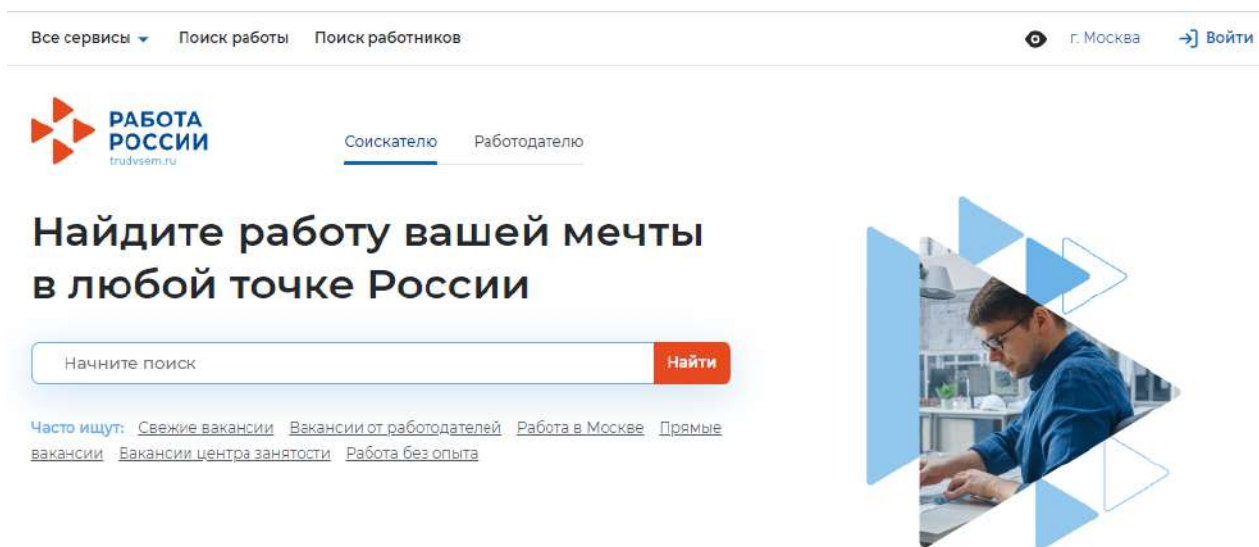 Все сервисы Поиск работы Поиск работников г. Москва Войти
РАБОТА
РОССИИ
trudvsem.ru
Соискателю Работодателю
Найдите работу вашей мечты
в любой точке России
Начните поиск Найти
Часто ищут: Свежие вакансии Вакансии от работодателей Работа в Москве Прямые
вакансии Вакансии центра занятости Работа без опыта